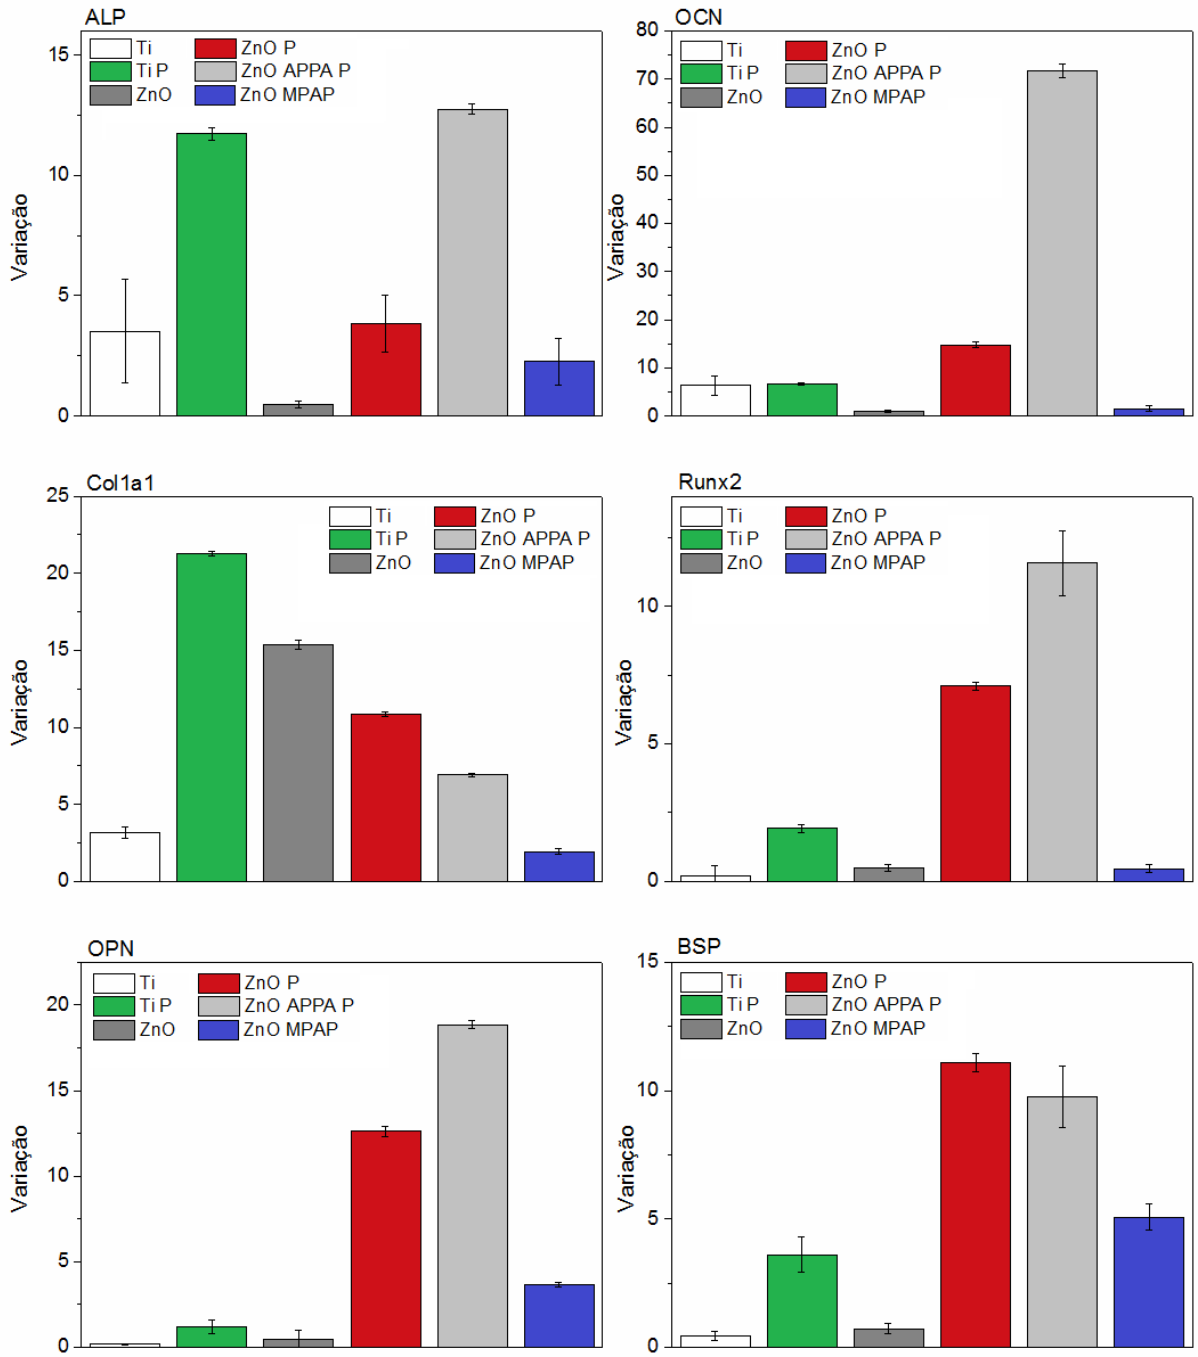 ALP
15
10
5
0
Variação
Ti
Ti P
ZnO
ZnO P
ZnO APPA P
ZnO MPAP
OCN
80
70
60
50
40
30
20
10
0
Variação
Ti
Ti P
ZnO
ZnO P
ZnO APPA P
ZnO MPAP
Col1a1
25
20
15
10
5
0
Variação
Ti
Ti P
ZnO
ZnO P
ZnO APPA P
ZnO MPAP
Runx2
10
5
0
Variação
Ti
Ti P
ZnO
ZnO P
ZnO APPA P
ZnO MPAP
OPN
20
15
10
5
0
Variação
Ti
Ti P
ZnO
ZnO P
ZnO APPA P
ZnO MPAP
BSP
15
10
5
0
Variação
Ti
Ti P
ZnO
ZnO P
ZnO APPA P
ZnO MPAP